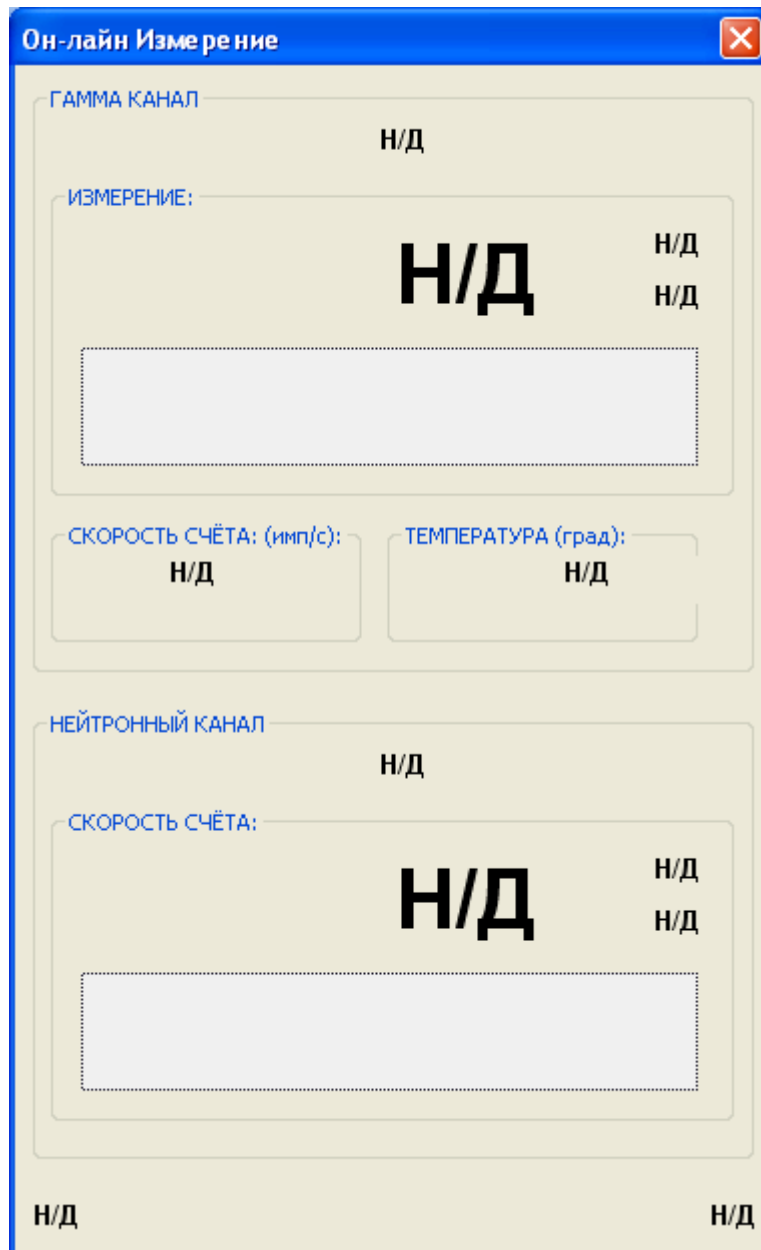 Он-лайн Измерение
ГАММА КАНАЛ
Н/Д
ИЗМЕРЕНИЕ:
Н/Д
Н/Д
Н/Д
СКОРОСТЬ СЧЁТА: (имп/с):
ТЕМПЕРАТУРА (град):
Н/Д
Н/Д
НЕЙТРОННЫЙ КАНАЛ
Н/Д
СКОРОСТЬ СЧЁТА:
Н/Д
Н/Д
Н/Д
Н/Д
Н/Д